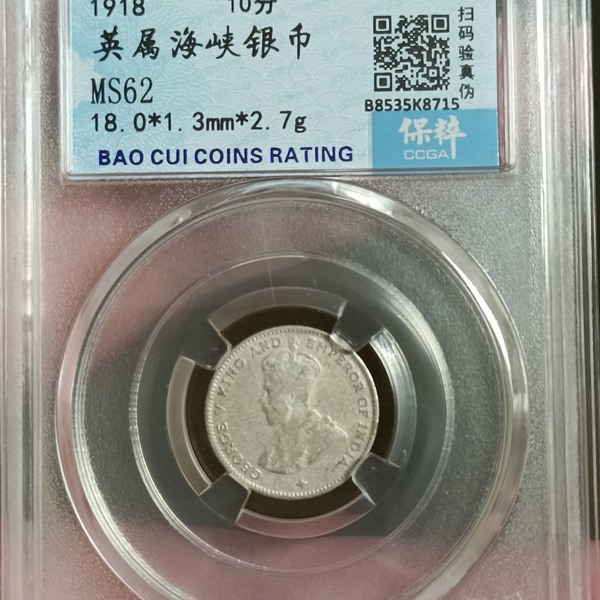 1918 10分
英属海峡银币
MS62
18.0*1.3mm*2.7g
BAO CUI COINS RATING
扫码验真伪
B8535K8715
保粹
CCGA
GEORGE V KING AND EMPEROR OF INDIA